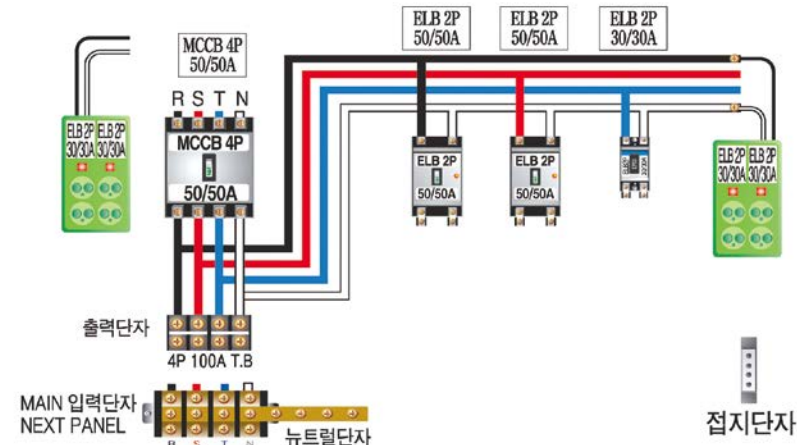 MCCB 4P
50/50A
ELB 2P
50/50A
ELB 2P
50/50A
ELB 2P
30/30A
R S T N
ELB 2P ELB 2P
30/30A 30/30A
MCCB 4P
50/50A
ELB 2P
50/50A
ELB 2P
50/50A
ELB 2P ELB 2P
30/30A 30/30A
출력단자
4P 100A T.B
MAIN 입력단자
NEXT PANEL
R S T N
뉴트럴단자
접지단자